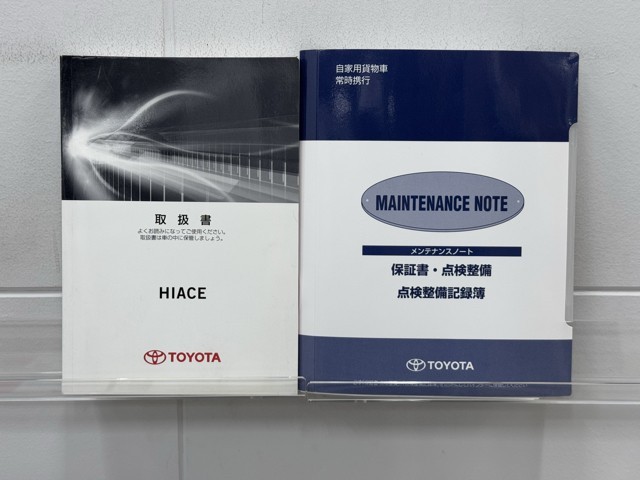 取扱書
よくお読みになってご使用ください。
取扱書は車の中に保管しましょう。
HIACE
TOYOTA
自家用貨物車
常時携行
MAINTENANCE NOTE
メンテナンスノート
保証書・点検整備
点検整備記録簿
TOYOTA